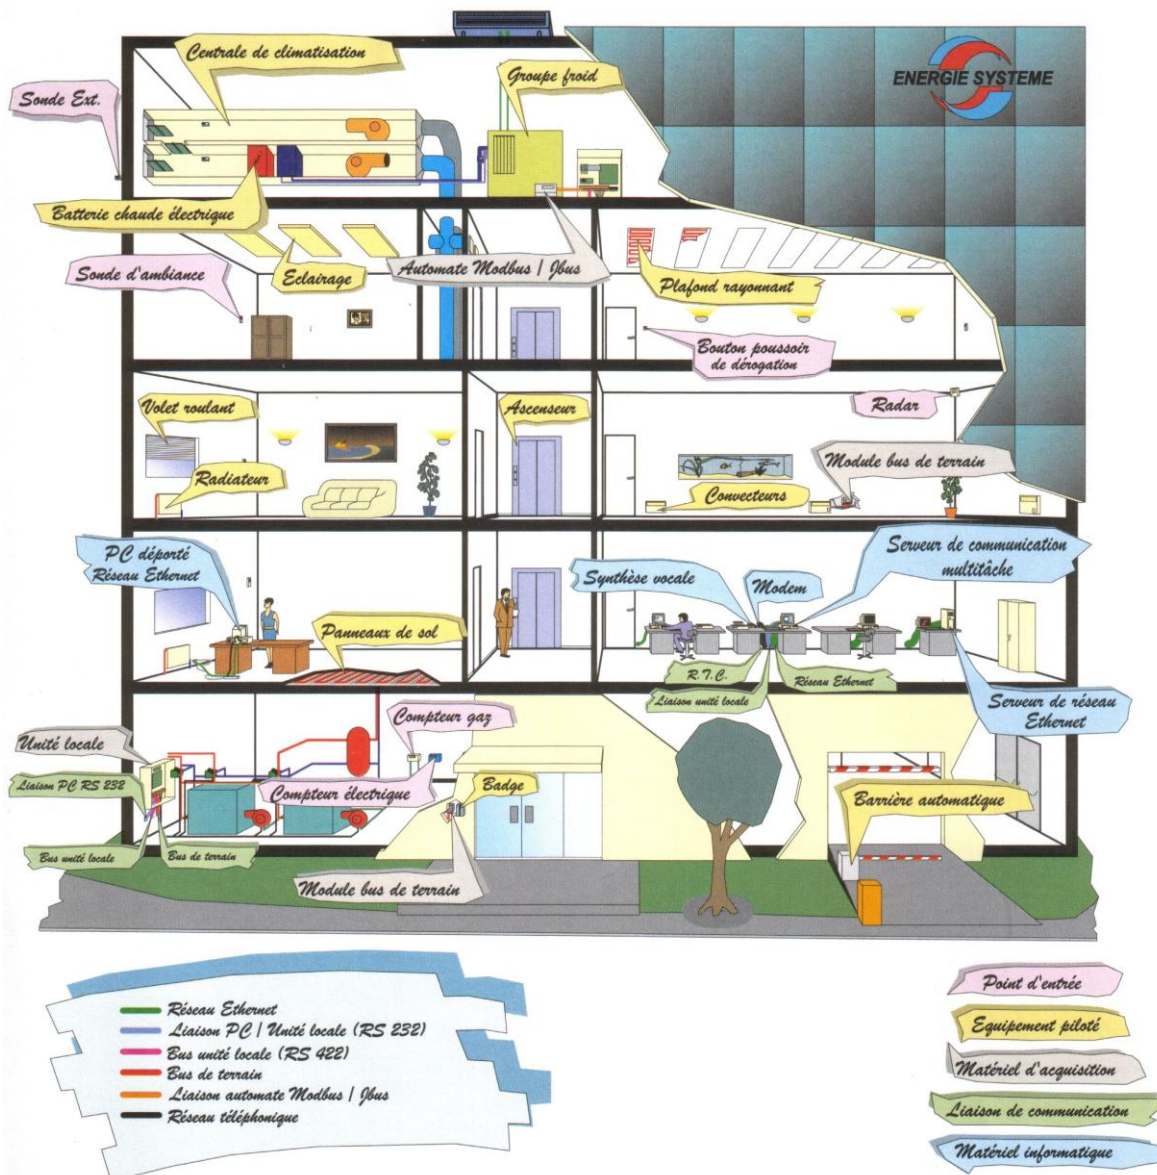 Centrale de climatisation
Groupe froid
ENERGIE SYSTEME
Sonde Ext.
Batterie chaude électrique
Sonde d'ambiance
Eclairage
Automate Modbus / Jbus
Plafond rayonnant
Bouton poussoir
de dérogation
Volet roulant
Ascenseur
Radar
Radiateur
Convecteurs
Module bus de terrain
PC déporté
Réseau Ethernet
Synthèse vocale
Modem
Serveur de communication
multitâche
Panneaux de sol
R.T.C.
Réseau Ethernet
Liaison unité locale
Serveur de réseau
Ethernet
Compteur gaz
Unité locale
Liaison PC RS 232
Compteur électrique
Badge
Barrière automatique
Bus unité locale
Bus de terrain
Module bus de terrain
Réseau Ethernet
Liaison PC / Unité locale (RS 232)
Bus unité locale (RS 422)
Bus de terrain
Liaison automate Modbus / Jbus
Réseau téléphonique
Point d'entrée
Equipement piloté
Matériel d'acquisition
Liaison de communication
Matériel informatique